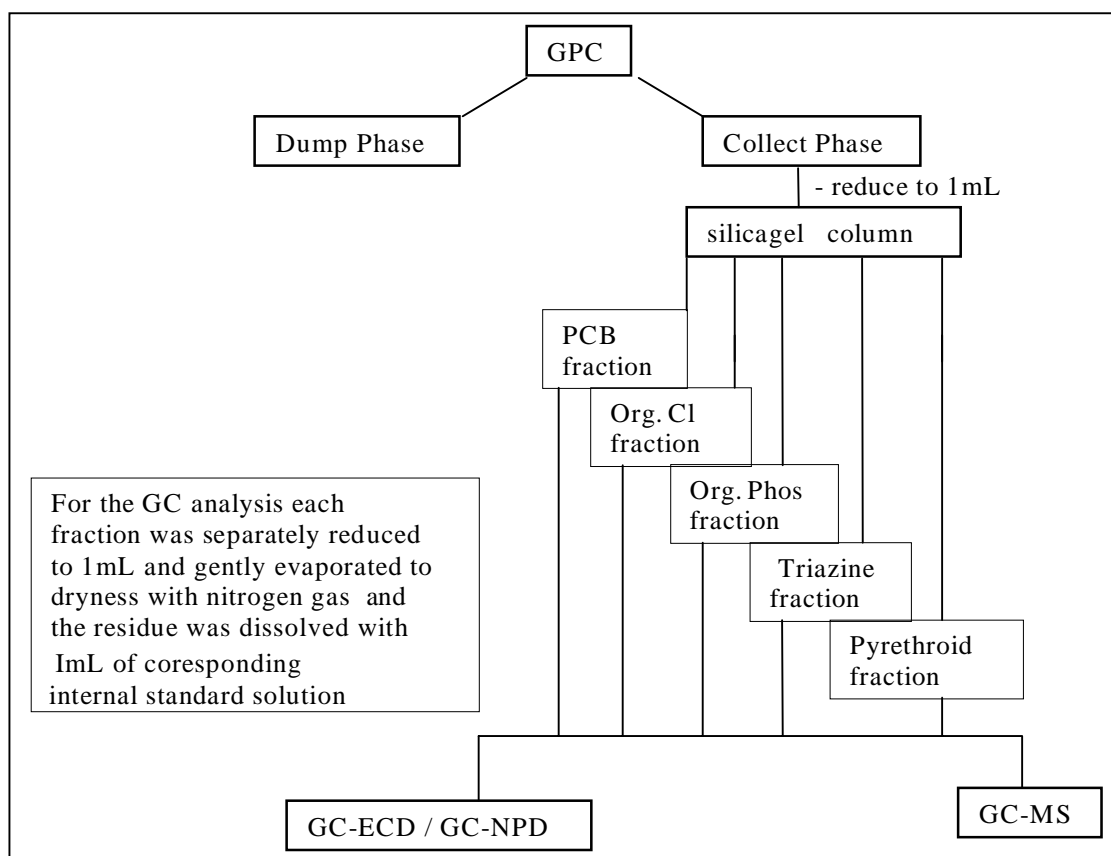 GPC
Dump Phase
Collect Phase
- reduce to 1mL
silicagel column
PCB
fraction
Org. Cl
fraction
Org. Phos
fraction
Triazine
fraction
Pyrethroid
fraction
For the GC analysis each
fraction was separately reduced
to 1mL and gently evaporated to
dryness with nitrogen gas and
the residue was dissolved with
ImL of coresponding
internal standard solution
GC-ECD / GC-NPD
GC-MS